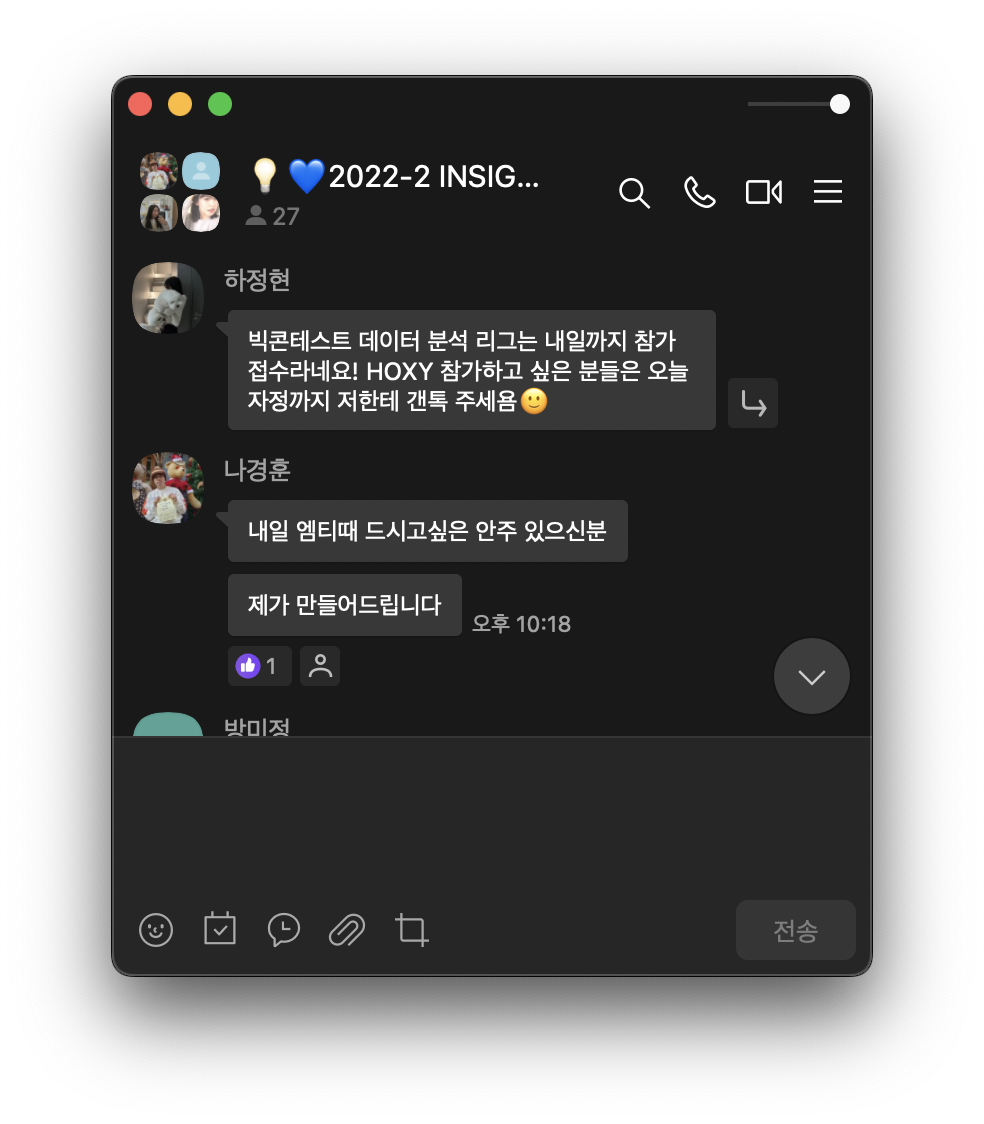 💡 💙2022-2 INSIG...
27
하정현
빅콘테스트 데이터 분석 리그는 내일까지 참가
접수라네요! HOXY 참가하고 싶은 분들은 오늘
자정까지 저한테 갠톡 주세욤🙂
나경훈
내일 엠티때 드시고싶은 안주 있으신분
제가 만들어드립니다
오후 10:18
1
방미정
전송